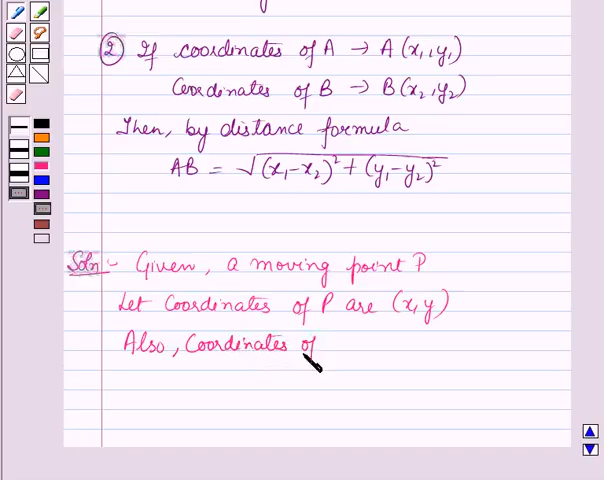 ② If coordinates of A → A(x₁, y₁)
Coordinates of B → B(x₂, y₂)
Then, by distance formula
AB = √(x₁-x₂)² + (y₁-y₂)²
Soln:- Given, a moving point P
Let Coordinates of P are (x, y)
Also, Coordinates of